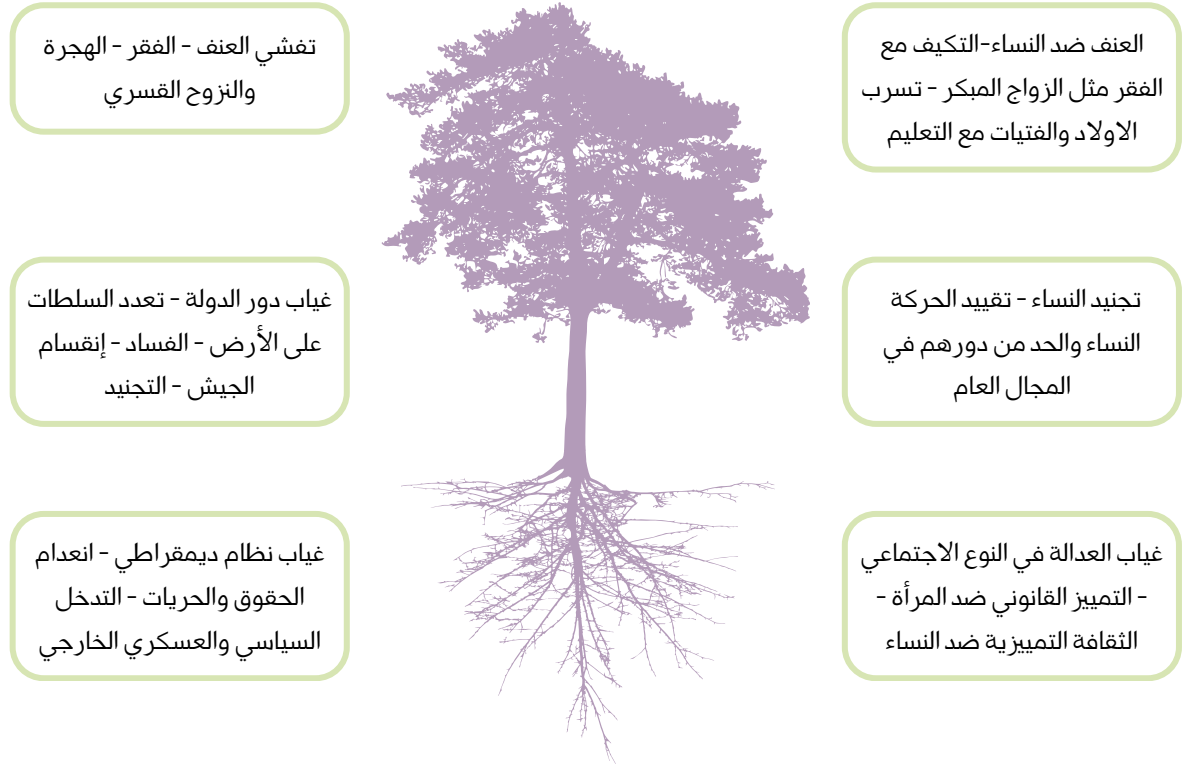 العنف ضد النساء-التكيف مع
الفقر مثل الزواج المبكر - تسرب
الاولاد والفتيات مع التعليم
تفشي العنف - الفقر - الهجرة
والنزوح القسري
تجنيد النساء - تقييد الحركة
النساء والحد من دورهم في
المجال العام
غياب دور الدولة - تعدد السلطات
على الأرض - الفساد - إنقسام
الجيش - التجنيد
غياب العدالة في النوع الاجتماعي
- التمييز القانوني ضد المرأة -
الثقافة التمييزية ضد النساء
غياب نظام ديمقراطي - انعدام
الحقوق والحريات - التدخل
السياسي والعسكري الخارجي